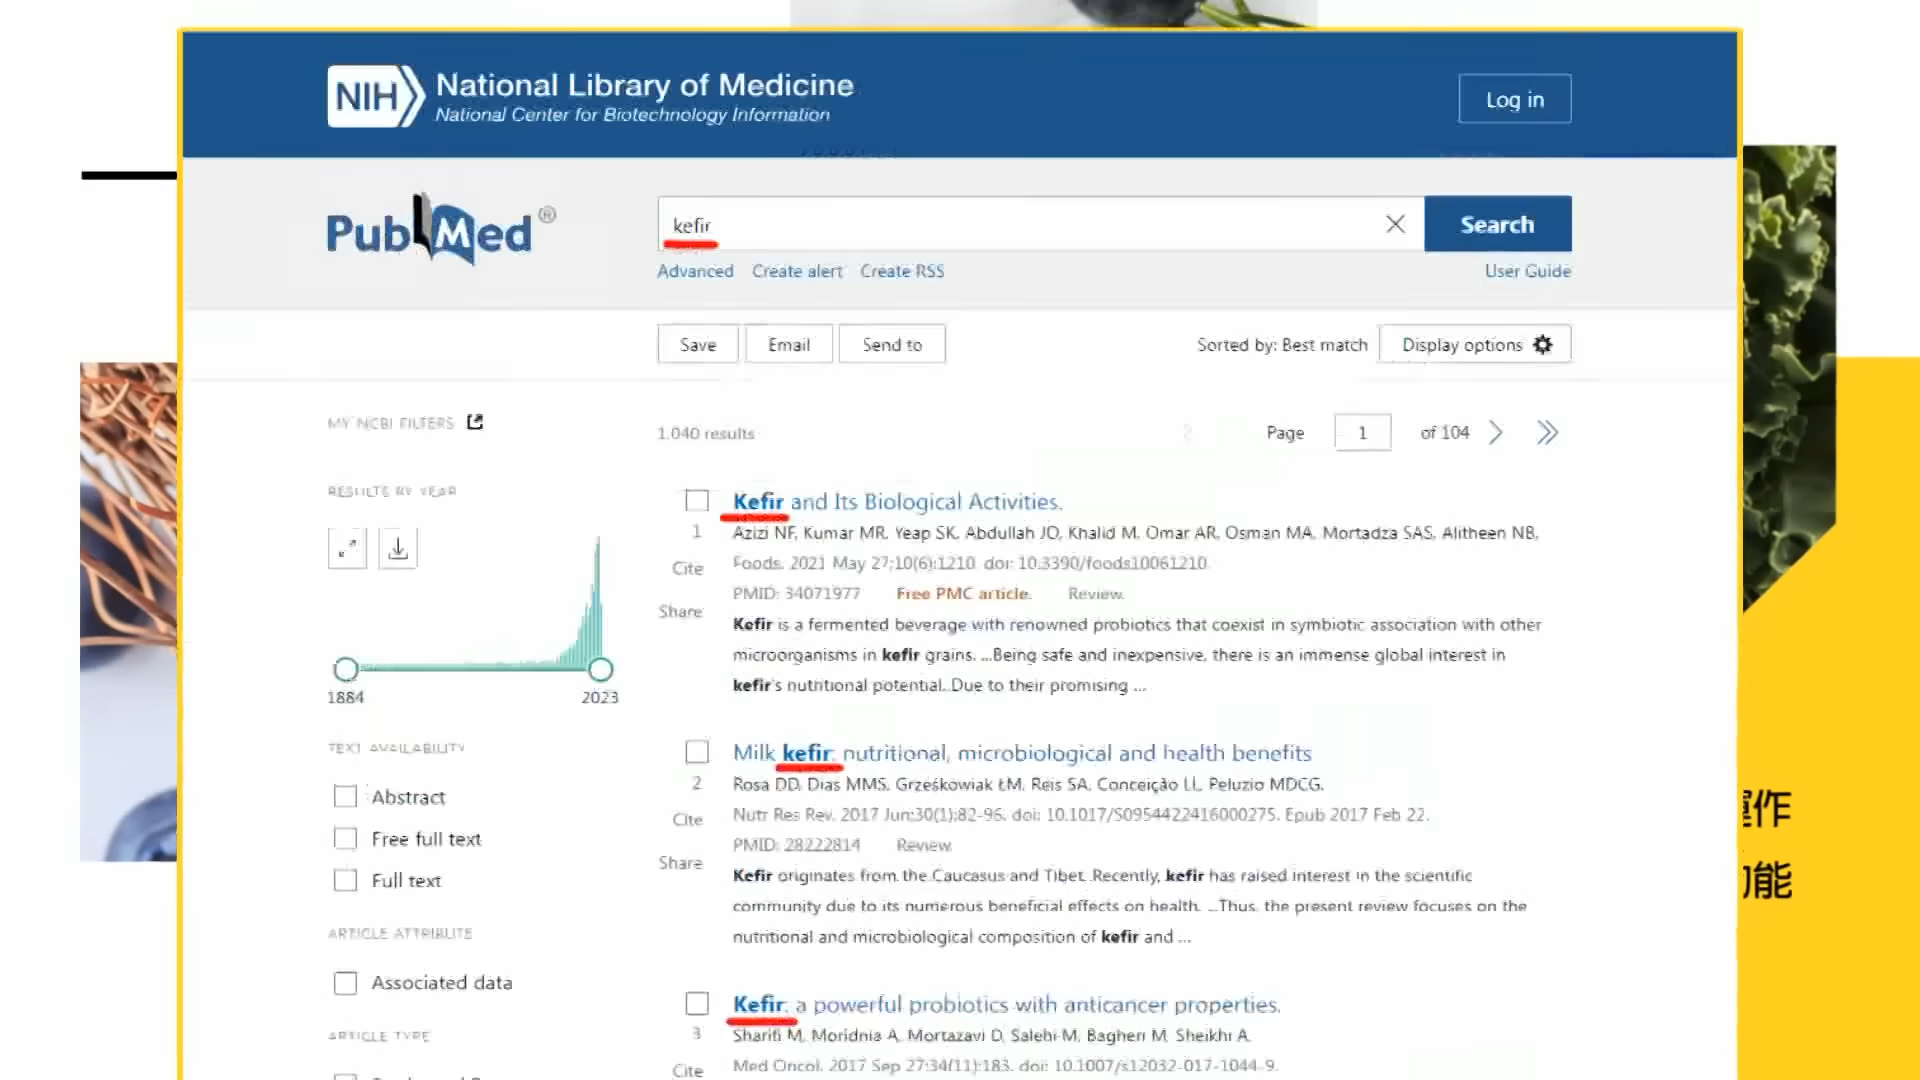 NIH National Library of Medicine
National Center for Biotechnology Information
Log in
PubMed®
kefir
Search
Advanced Create alert Create RSS
User Guide
Save Email Send to
Sorted by: Best match Display options
MY NCBI FILTERS
1,040 results
Page 1 of 104
RESULTS BY YEAR
1884 2023
TEXT AVAILABILITY
Abstract
Free full text
Full text
ARTICLE ATTRIBUTE
Associated data
ARTICLE TYPE
Kefir and Its Biological Activities.
1
Azizi NF, Kumar MR, Yeap SK, Abdullah JO, Khalid M, Omar AR, Osman MA, Mortadza SAS, Alitheen NB.
Cite
Foods. 2021 May 27;10(6):1210. doi: 10.3390/foods10061210.
PMID: 34071977 Free PMC article. Review.
Share
Kefir is a fermented beverage with renowned probiotics that coexist in symbiotic association with other
microorganisms in kefir grains. ...Being safe and inexpensive, there is an immense global interest in
kefir's nutritional potential. Due to their promising ...
Milk kefir: nutritional, microbiological and health benefits
2
Rosa DD, Dias MMS, Grześkowiak ŁM, Reis SA, Conceição LL, Peluzio MDCG.
Cite
Nutr Res Rev. 2017 Jun;30(1):82-96. doi: 10.1017/S0954422416000275. Epub 2017 Feb 22.
PMID: 28222814 Review.
Share
Kefir originates from the Caucasus and Tibet. Recently, kefir has raised interest in the scientific
community due to its numerous beneficial effects on health. ...Thus, the present review focuses on the
nutritional and microbiological composition of kefir and ...
Kefir: a powerful probiotics with anticancer properties.
3
Sharifi M, Moridnia A, Mortazavi D, Salehi M, Bagheri M, Sheikhi A.
Cite
Med Oncol. 2017 Sep 27;34(11):183. doi: 10.1007/s12032-017-1044-9.
作
能